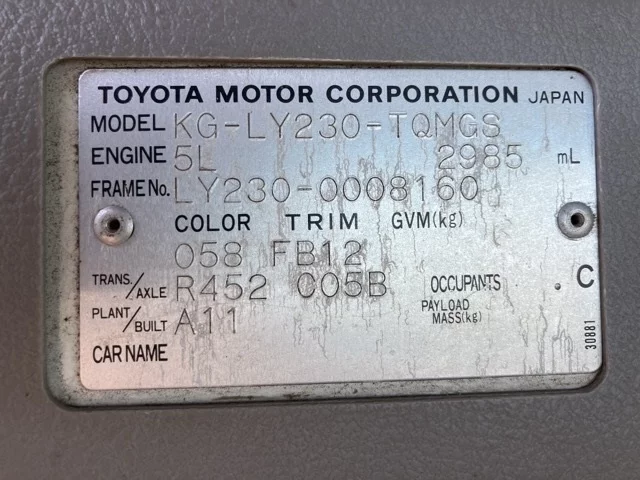 TOYOTA MOTOR CORPORATION JAPAN
MODEL KG-LY230-TQMGS
ENGINE 5L 2985 mL
FRAME No. LY230-0008160
COLOR TRIM GVM(kg)
058 FB12
TRANS./AXLE R452 C05B OCCUPANTS C
PLANT/BUILT A11 PAYLOAD MASS(kg)
CAR NAME
30881